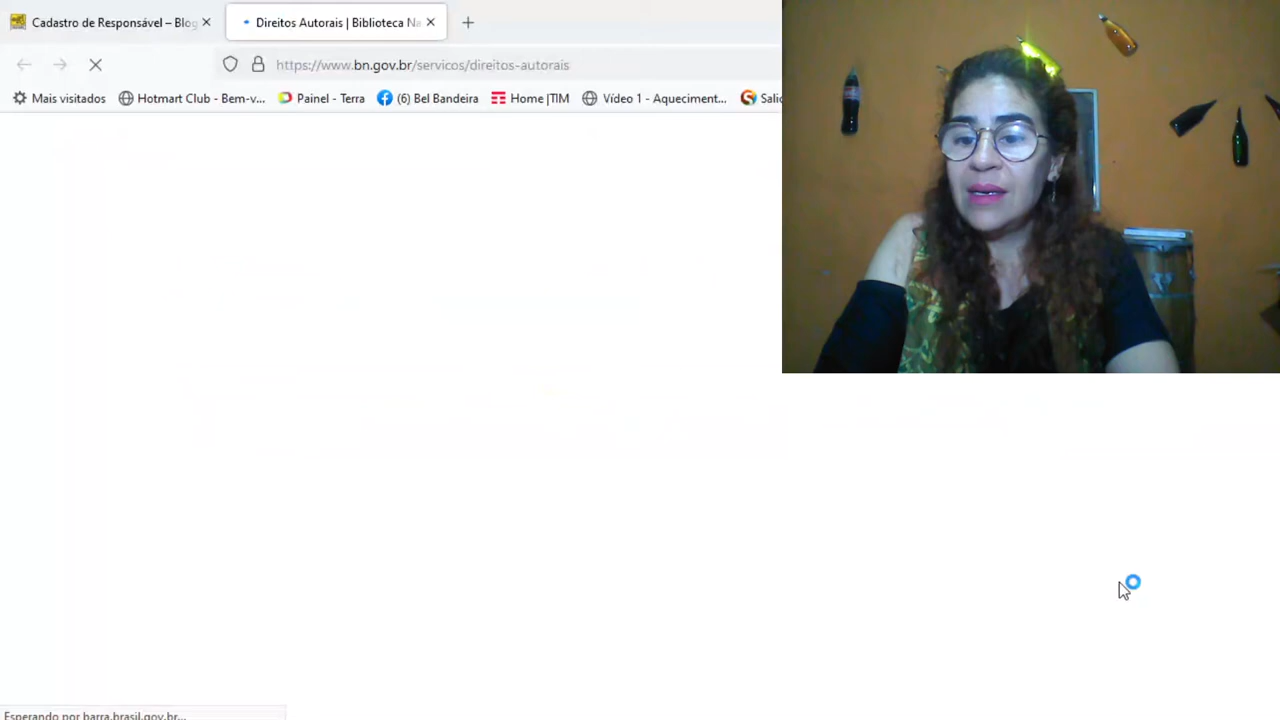 Cadastro de Responsável – Blog
Direitos Autorais | Biblioteca Na
https://www.bn.gov.br/servicos/direitos-autorais
Mais visitados
Hotmart Club - Bem-v...
Painel - Terra
(6) Bel Bandeira
Home |TIM
Vídeo 1 - Aqueciment...
Salic
Esperando por barra.brasil.gov.br...